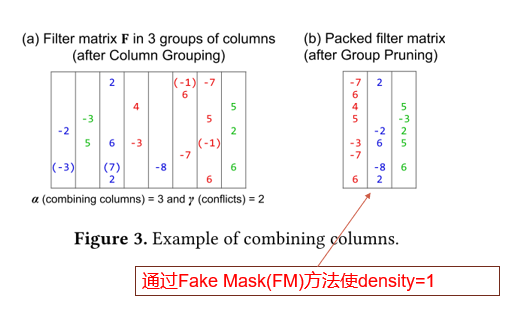 (a) Filter matrix F in 3 groups of columns
(after Column Grouping)
2 (-1) -7
6
4 5
-3 5
-2 2
5 6 -3 (-1)
-7
(-3) (7) -8 6
2 6
α (combining columns) = 3 and γ (conflicts) = 2
(b) Packed filter matrix
(after Group Pruning)
-7 2
6
4 5
5 -3
-2 2
-3 6 5
-7
-8 6
6 2
Figure 3. Example of combining columns.
通过Fake Mask(FM)方法使density=1